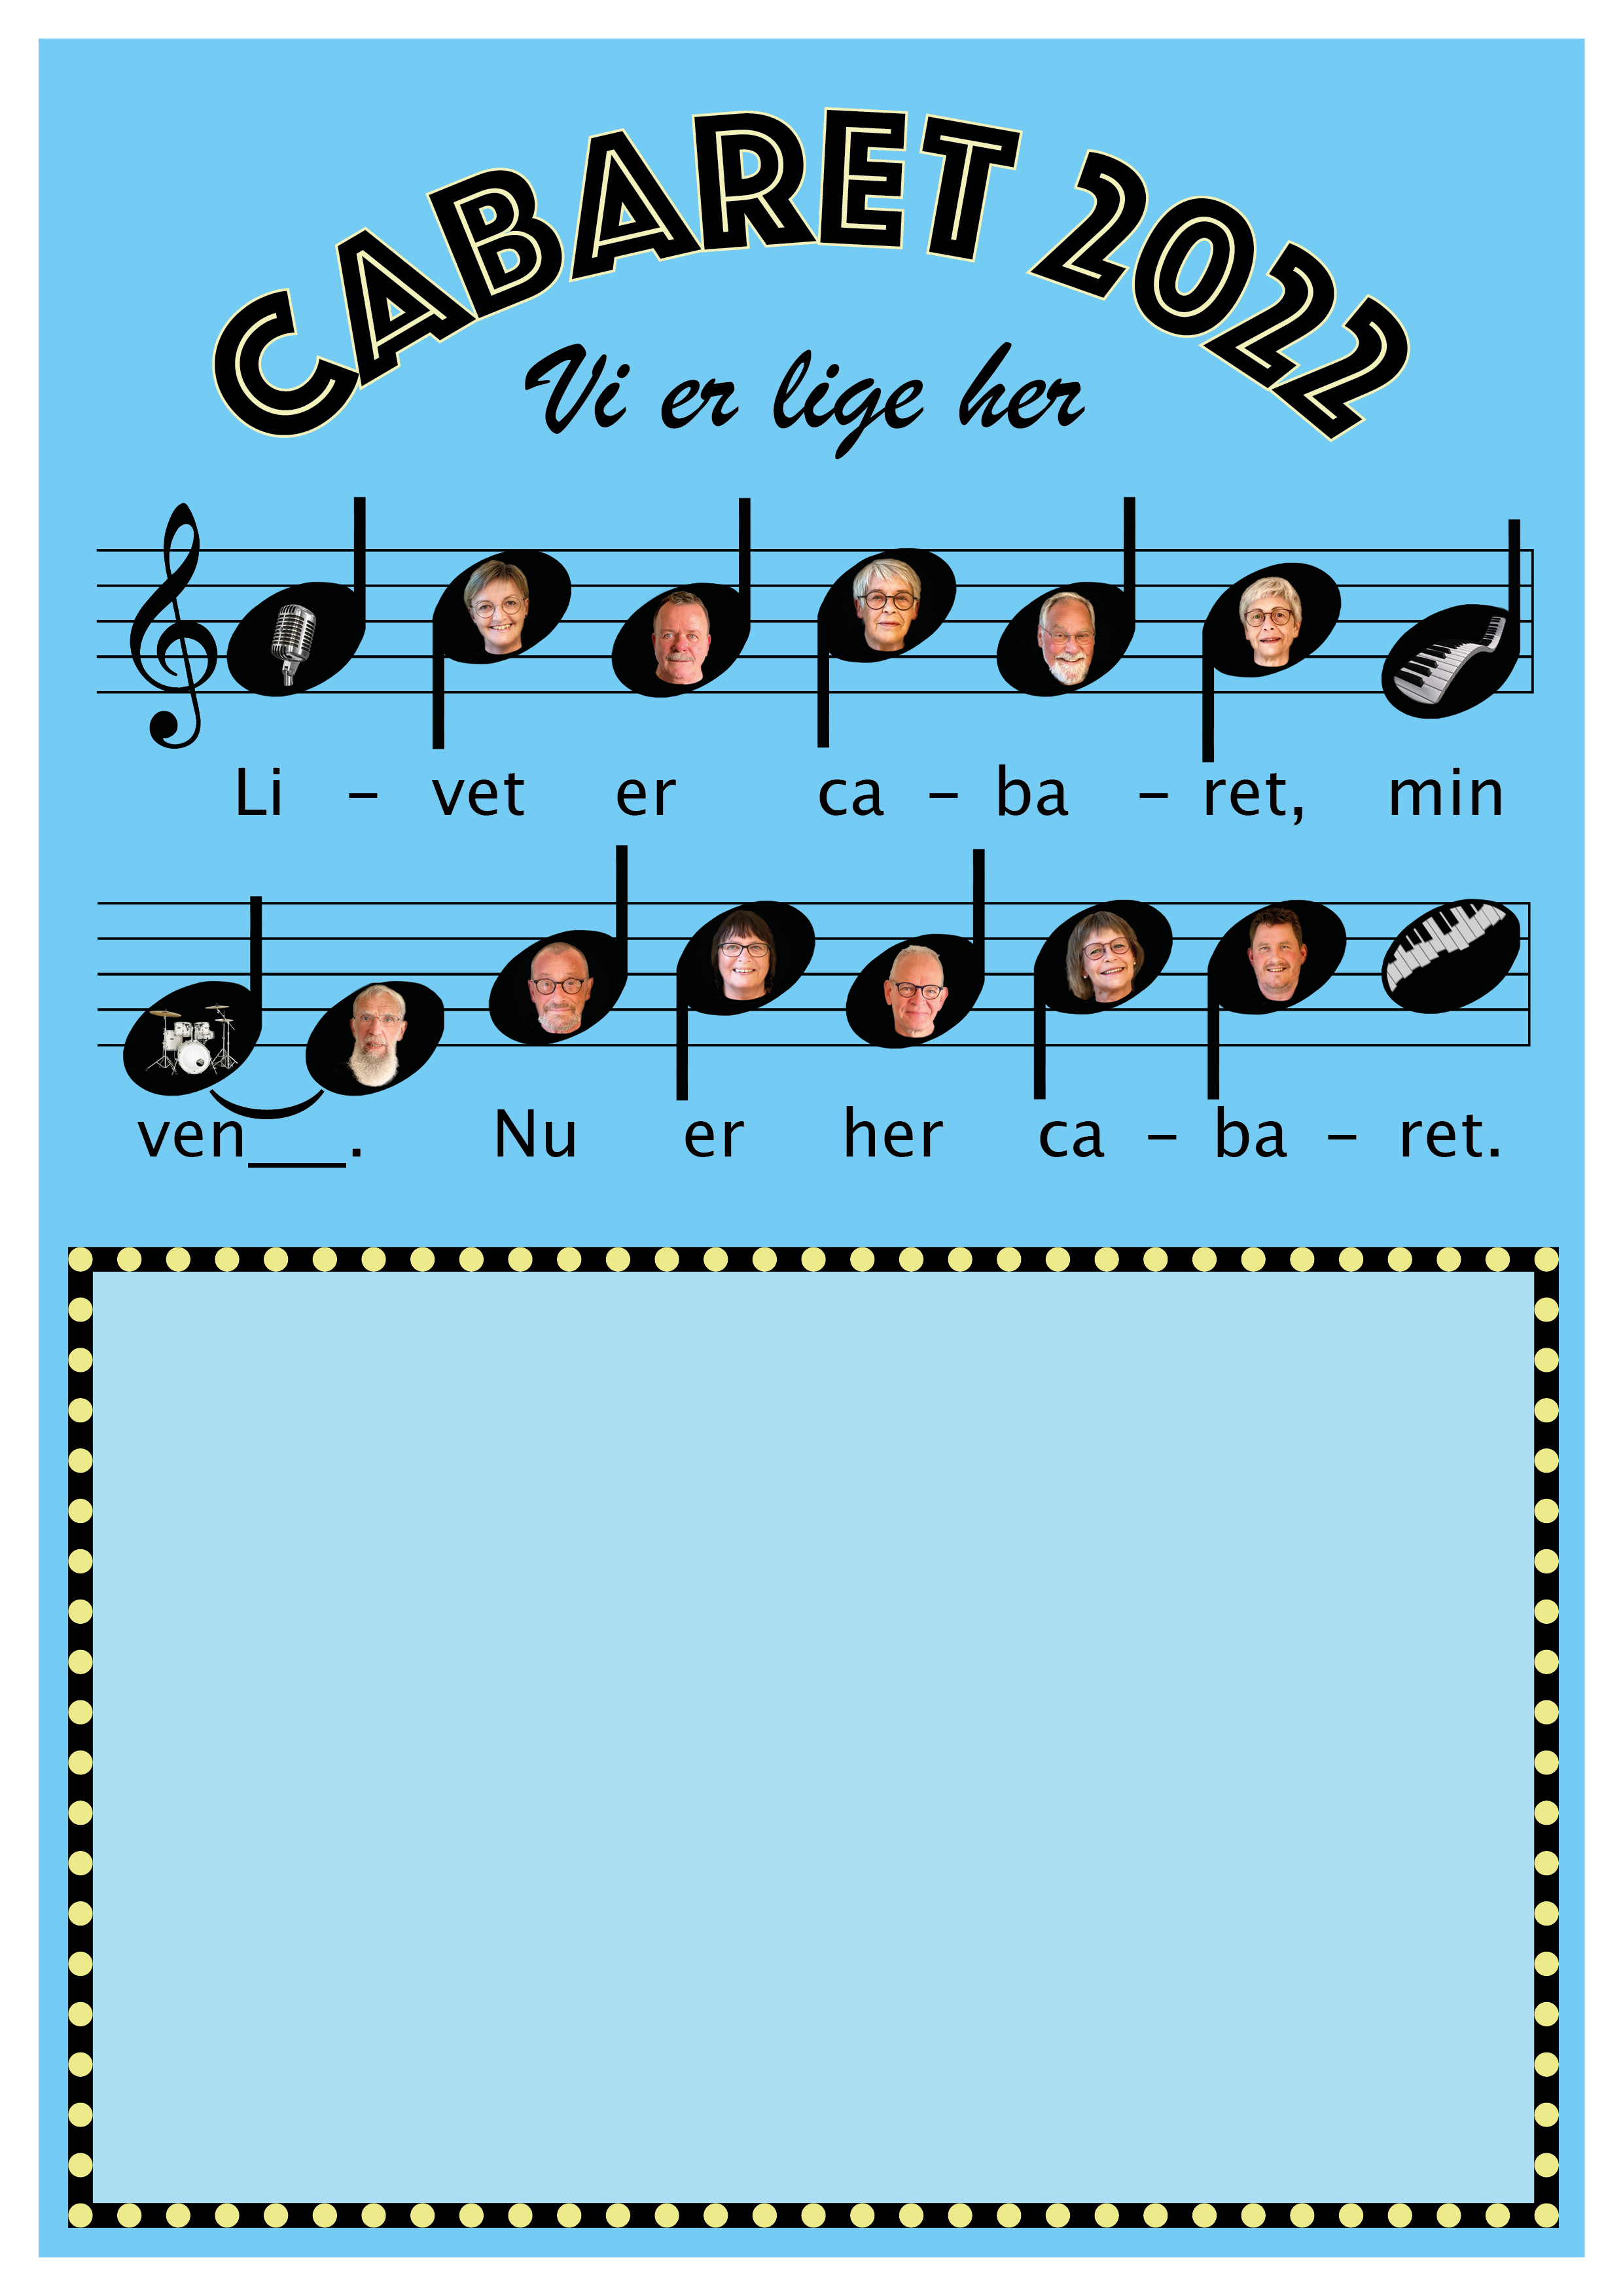 CABARET 2022
Vi er lige her
Li – vet er ca – ba – ret, min
ven___. Nu er her ca – ba – ret.